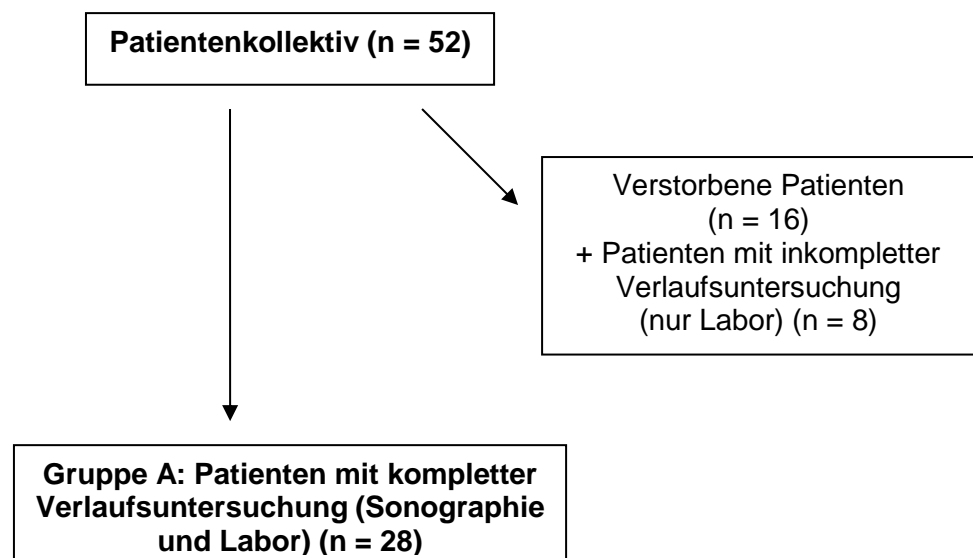 Patientenkollektiv (n = 52)
Verstorbene Patienten
(n = 16)
+ Patienten mit inkompletter
Verlaufsuntersuchung
(nur Labor) (n = 8)
Gruppe A: Patienten mit kompletter
Verlaufsuntersuchung (Sonographie
und Labor) (n = 28)